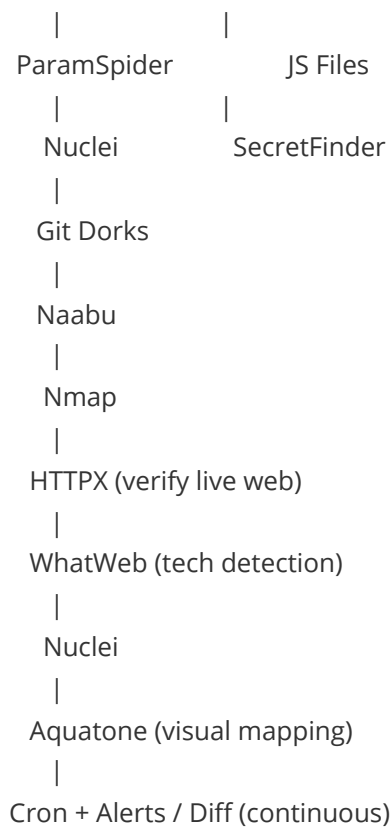 |                    |
ParamSpider          JS Files
|                    |
Nuclei          SecretFinder
|
Git Dorks
|
Naabu
|
Nmap
|
HTTPX (verify live web)
|
WhatWeb (tech detection)
|
Nuclei
|
Aquatone (visual mapping)
|
Cron + Alerts / Diff (continuous)